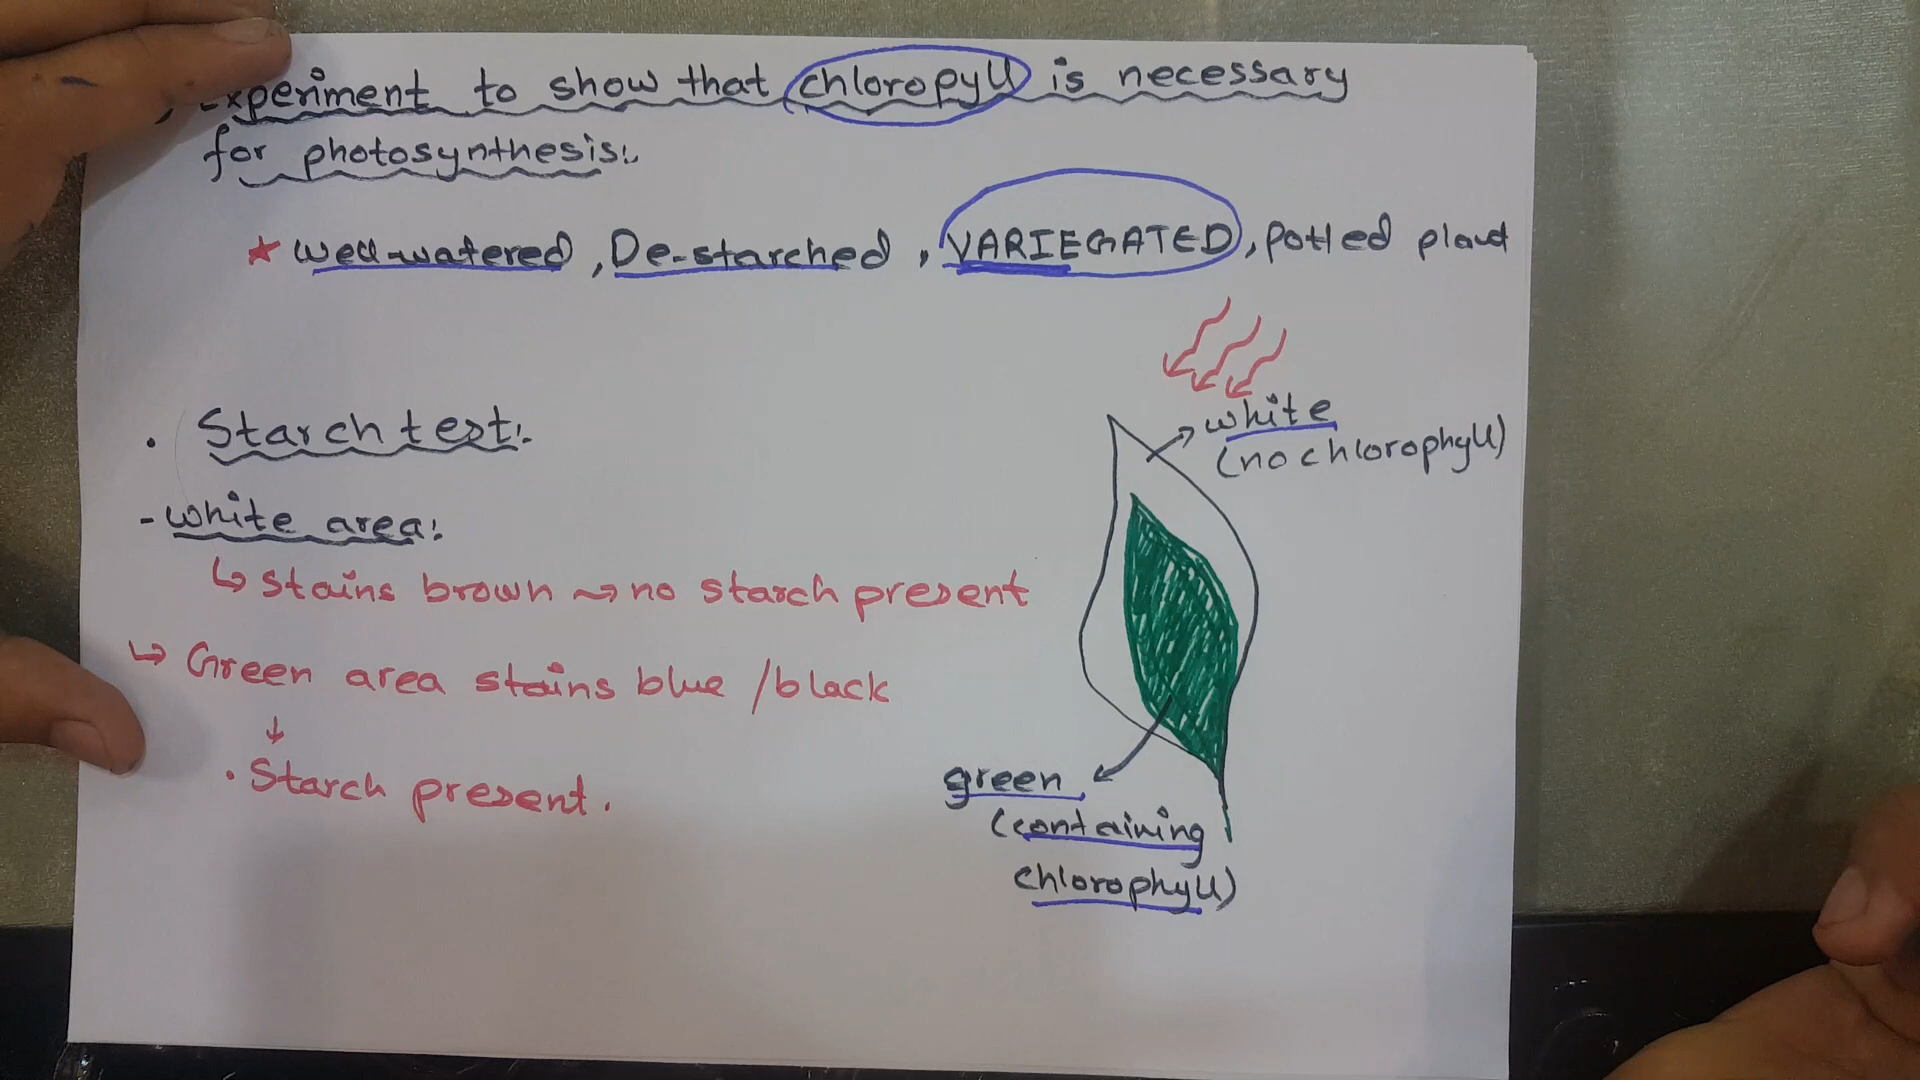 experiment to show that chloropyll is necessary
for photosynthesis:
★ well-watered, De-starched, VARIEGATED, potted plant
. Starch test:
- white area:
↳ stains brown ⤳ no starch present
↳ Green area stains blue / black
↓
. Starch present.
white
(no chlorophyll)
green
(containing
chlorophyll)